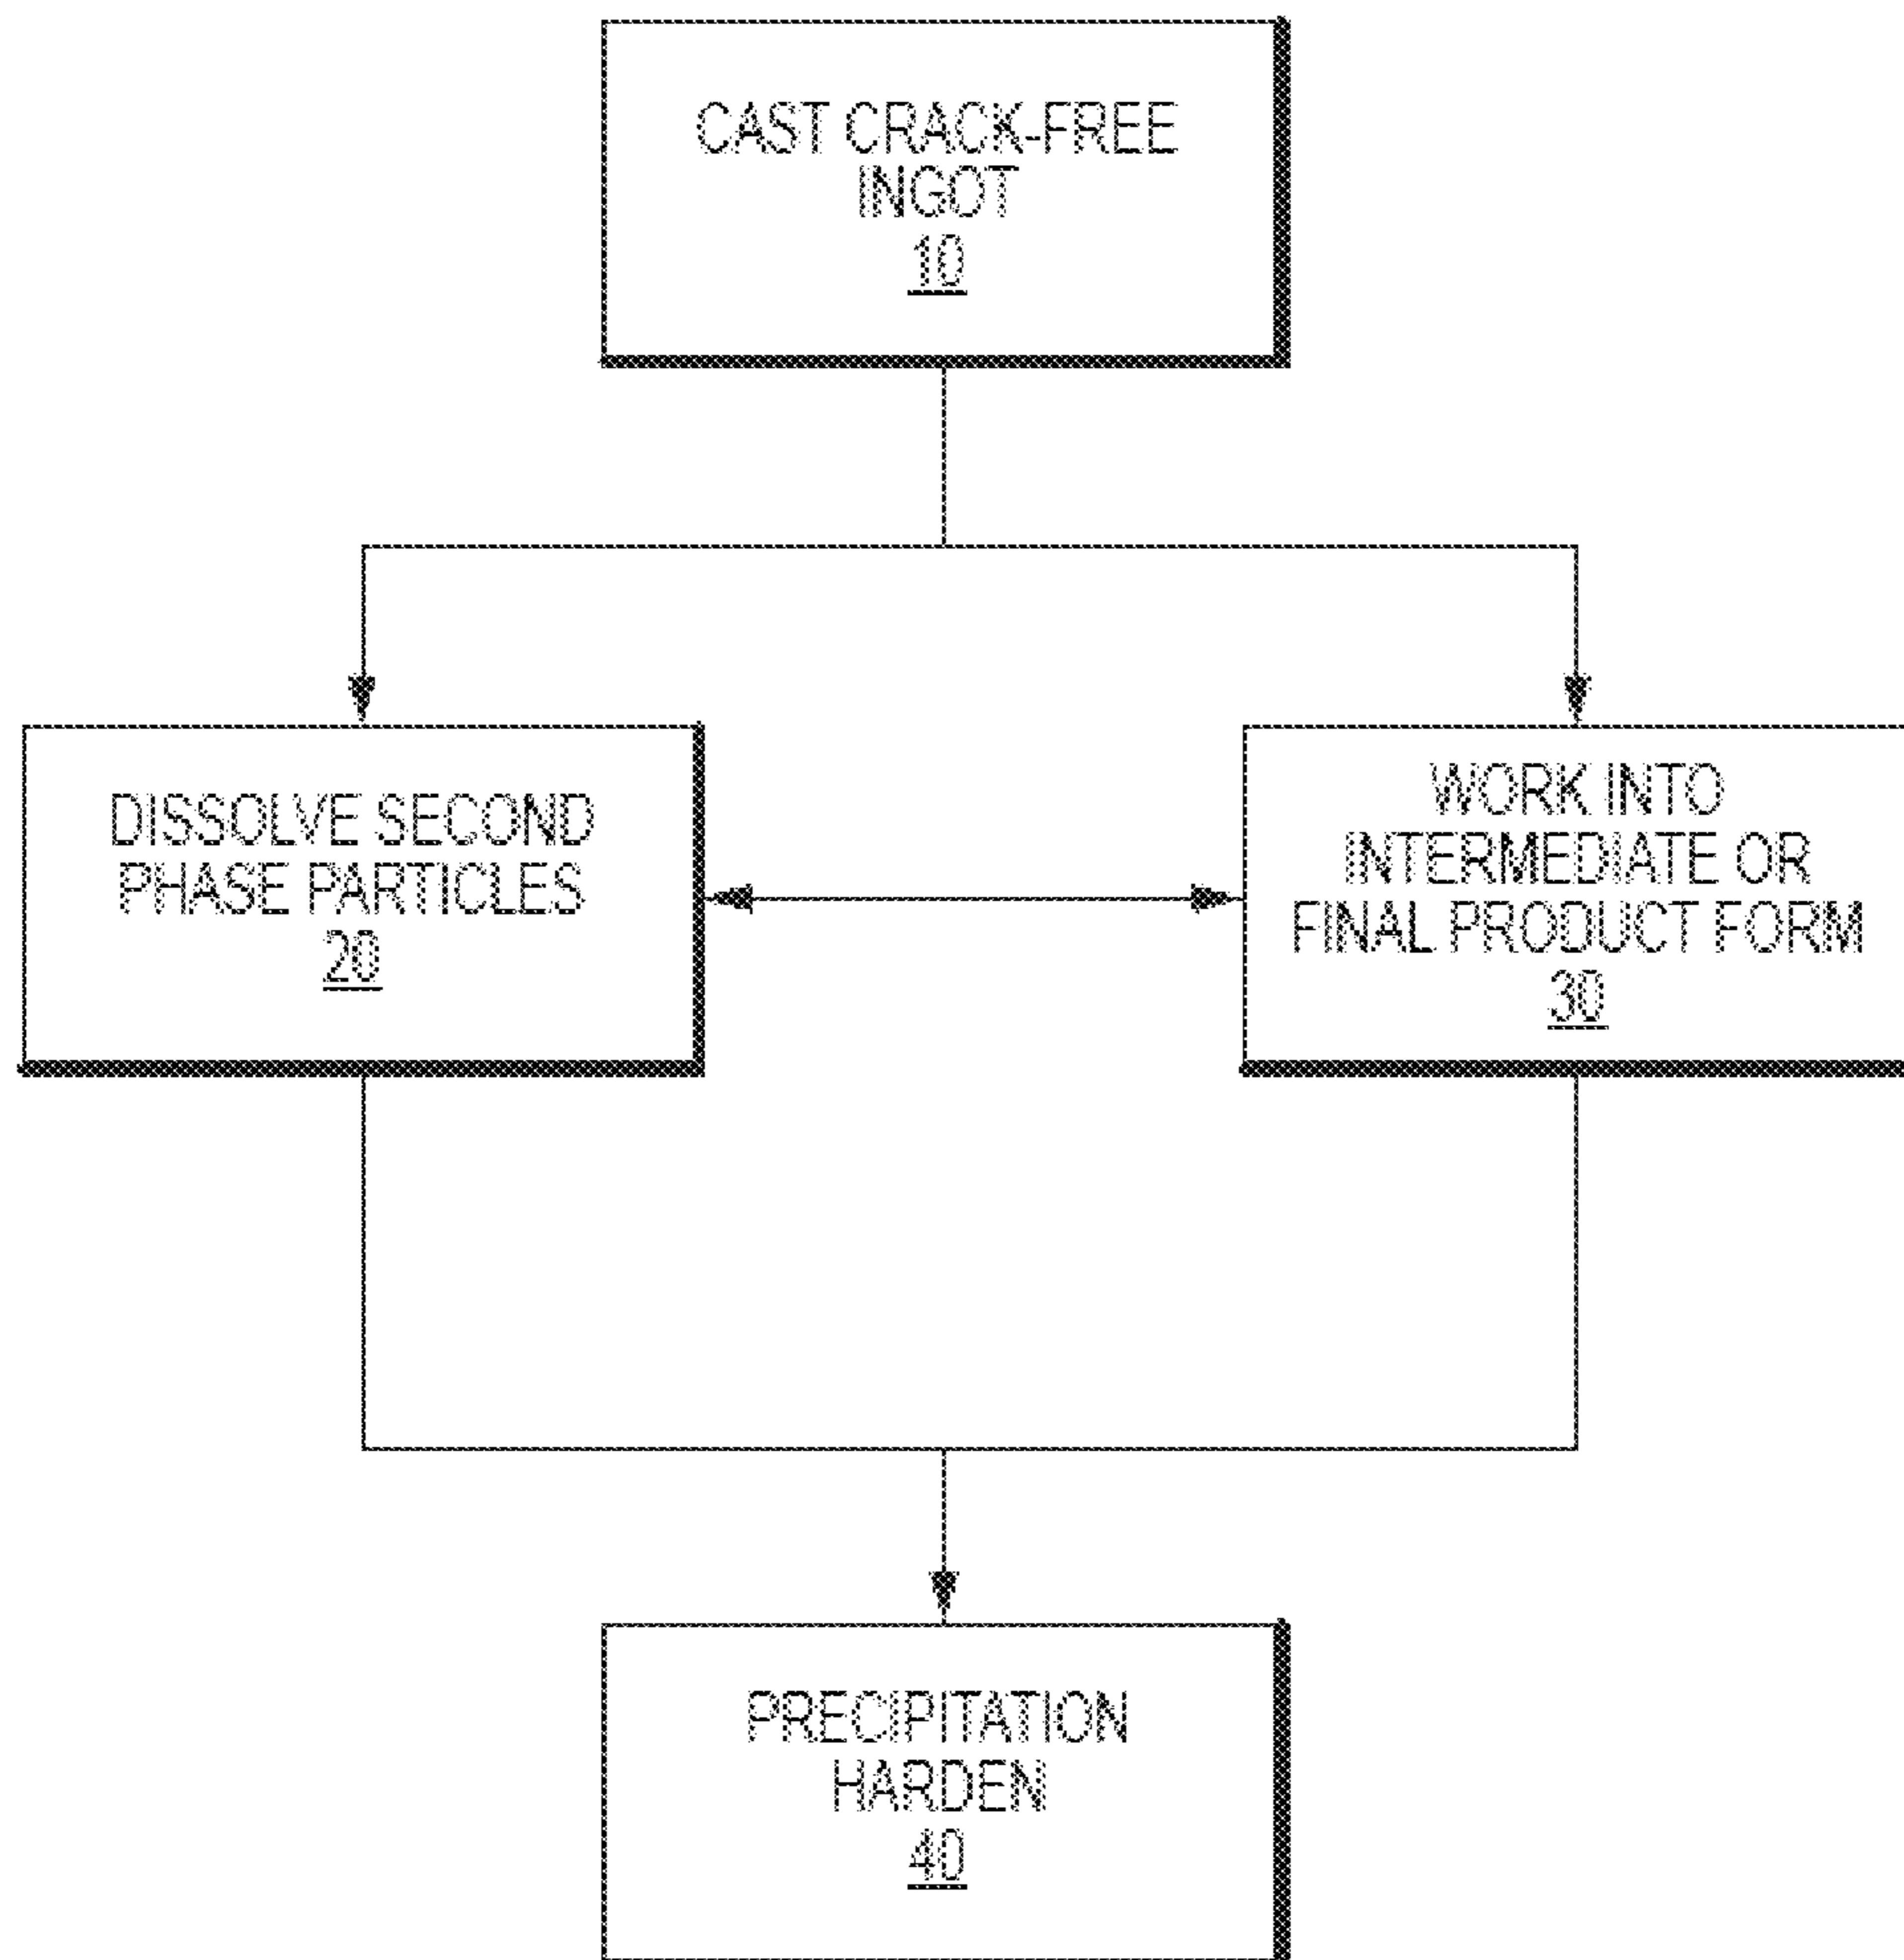 CAST CRACK-FREE
INGOT
10
DISSOLVE SECOND
PHASE PARTICLES
20
WORK INTO
INTERMEDIATE OR
FINAL PRODUCT FORM
30
PRECIPITATION
HARDEN
40